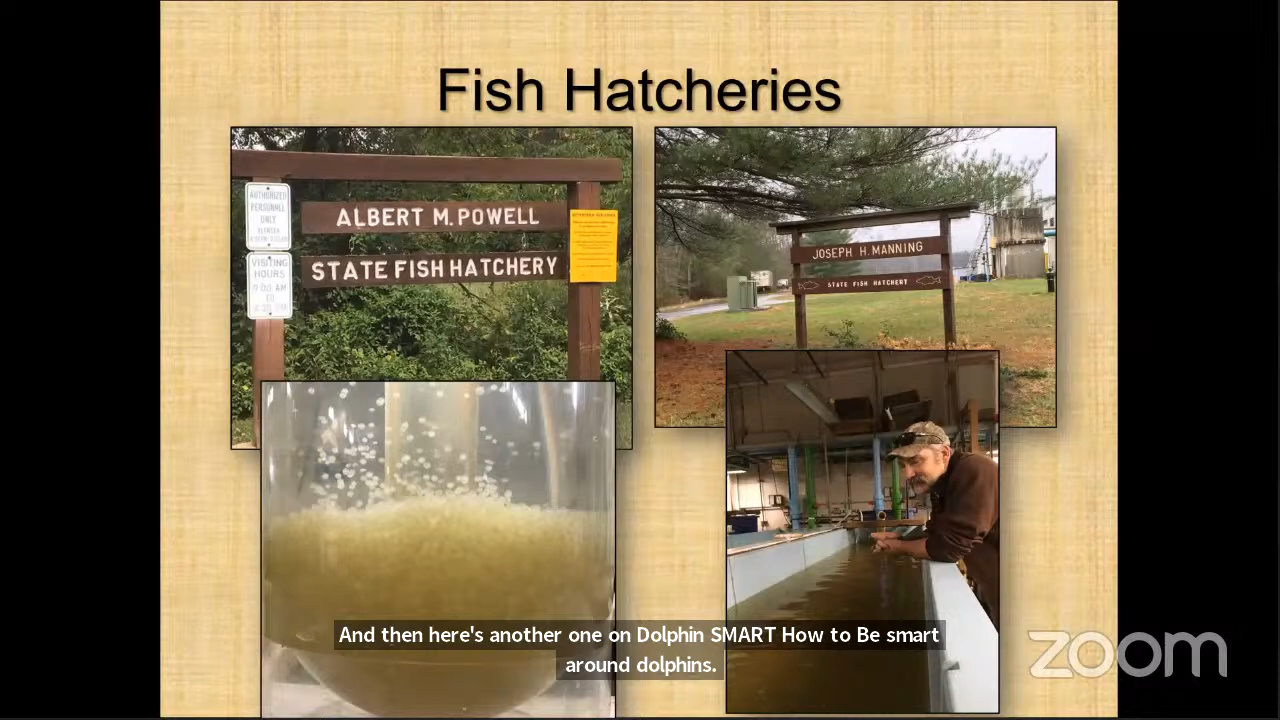 Fish Hatcheries
AUTHORIZED
PERSONNEL
ONLY
ALBERT M. POWELL
STATE FISH HATCHERY
VISITING
HOURS
JOSEPH H. MANNING
STATE FISH HATCHERY
And then here's another one on Dolphin SMART How to Be smart
around dolphins.
zoom